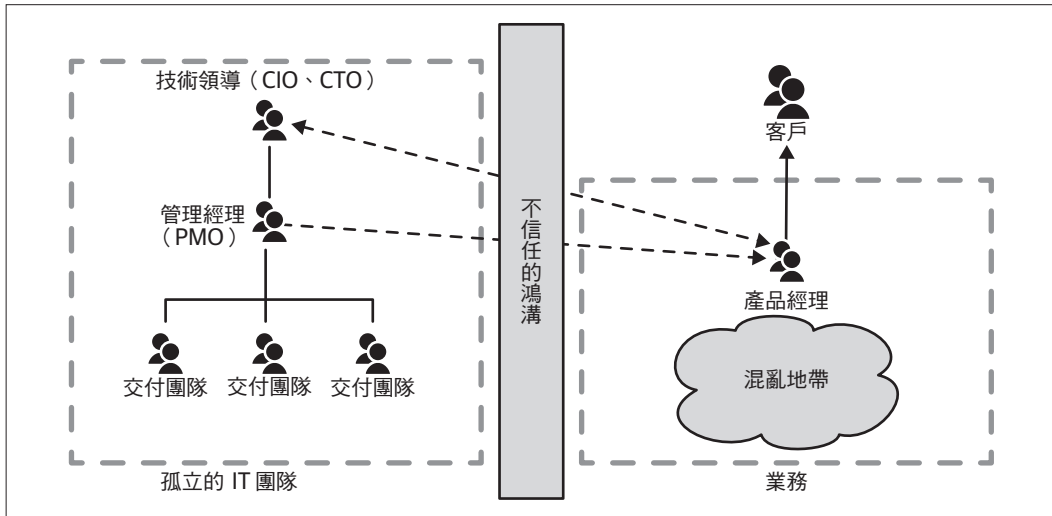 技術領導（CIO、CTO）
管理經理
（PMO）
交付團隊
交付團隊
交付團隊
孤立的 IT 團隊
不信任的鴻溝
客戶
產品經理
混亂地帶
業務